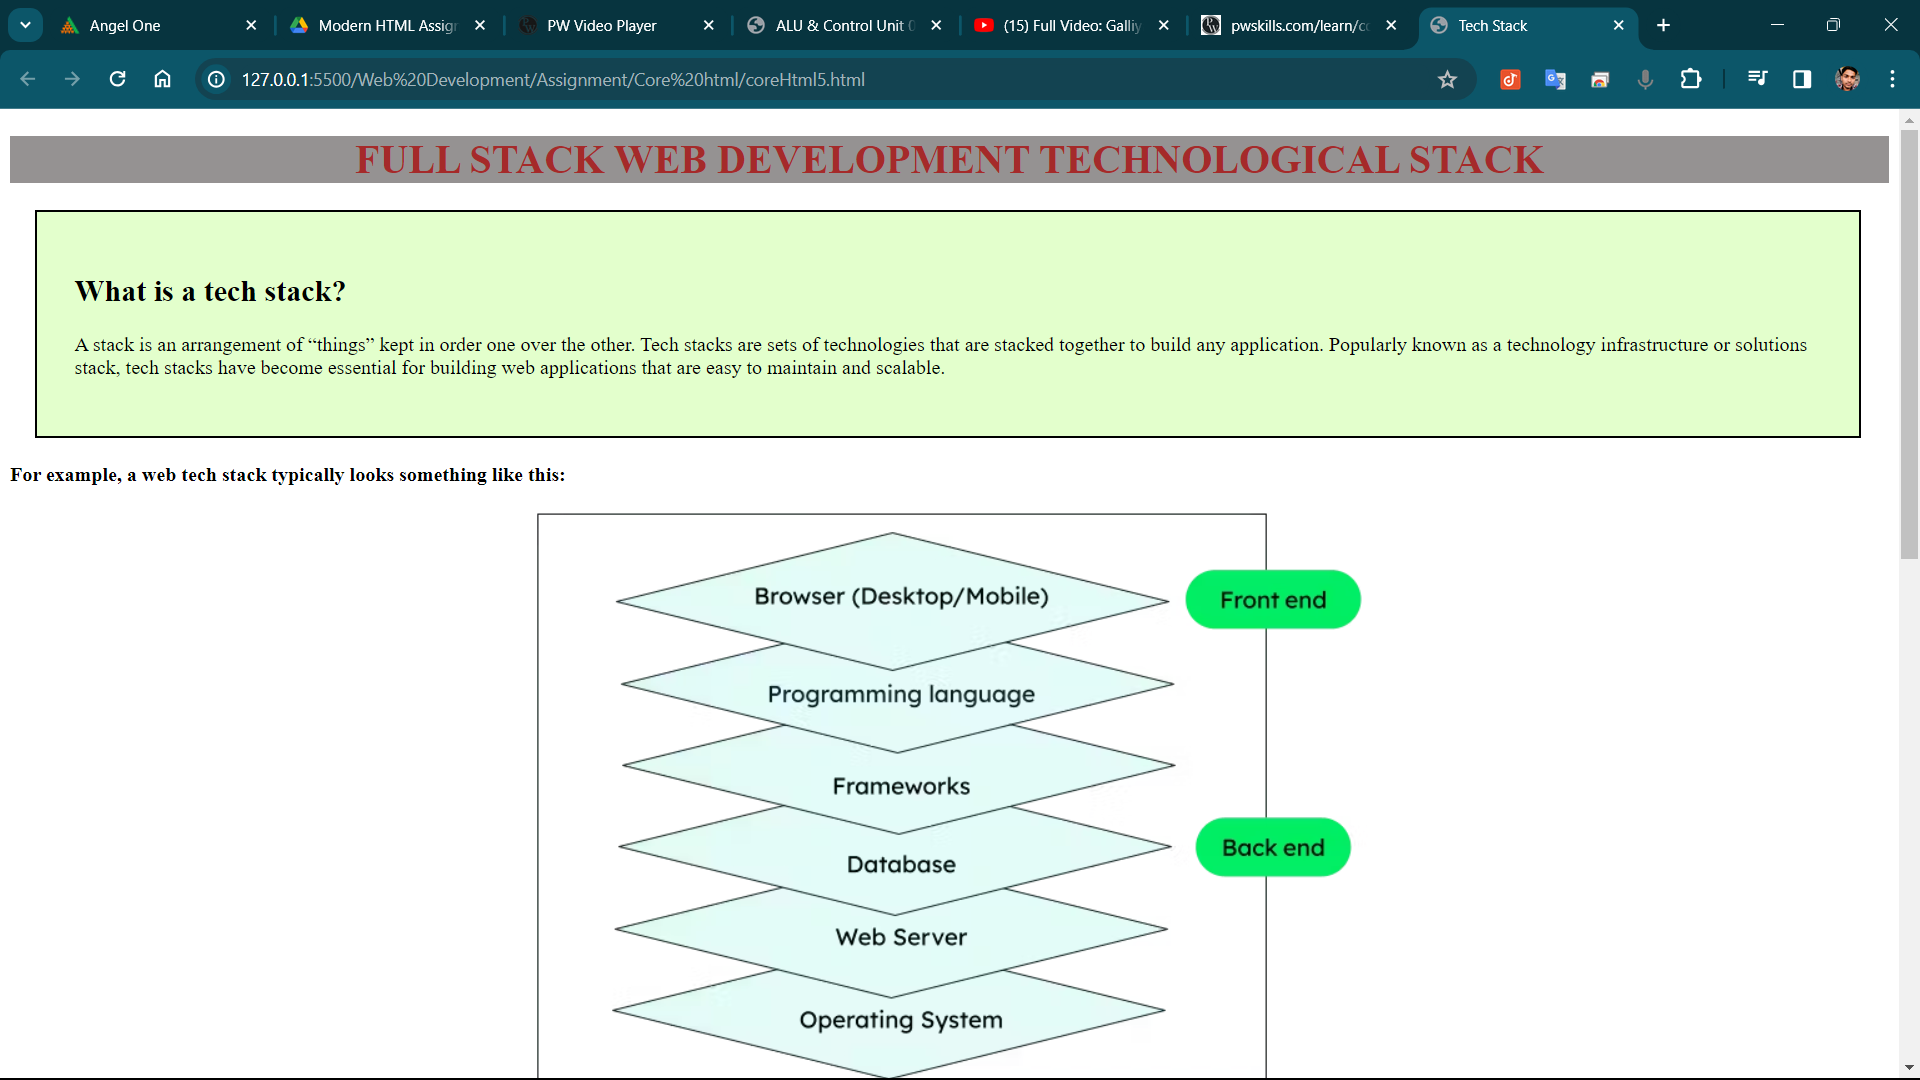 Angel One
Modern HTML Assig
PW Video Player
ALU & Control Unit
(15) Full Video: Galliy
pwskills.com/learn/co
Tech Stack
127.0.0.1:5500/Web%20Development/Assignment/Core%20html/coreHtml5.html
FULL STACK WEB DEVELOPMENT TECHNOLOGICAL STACK
What is a tech stack?
A stack is an arrangement of “things” kept in order one over the other. Tech stacks are sets of technologies that are stacked together to build any application. Popularly known as a technology infrastructure or solutions
stack, tech stacks have become essential for building web applications that are easy to maintain and scalable.
For example, a web tech stack typically looks something like this:
Browser (Desktop/Mobile)
Front end
Programming language
Frameworks
Back end
Database
Web Server
Operating System